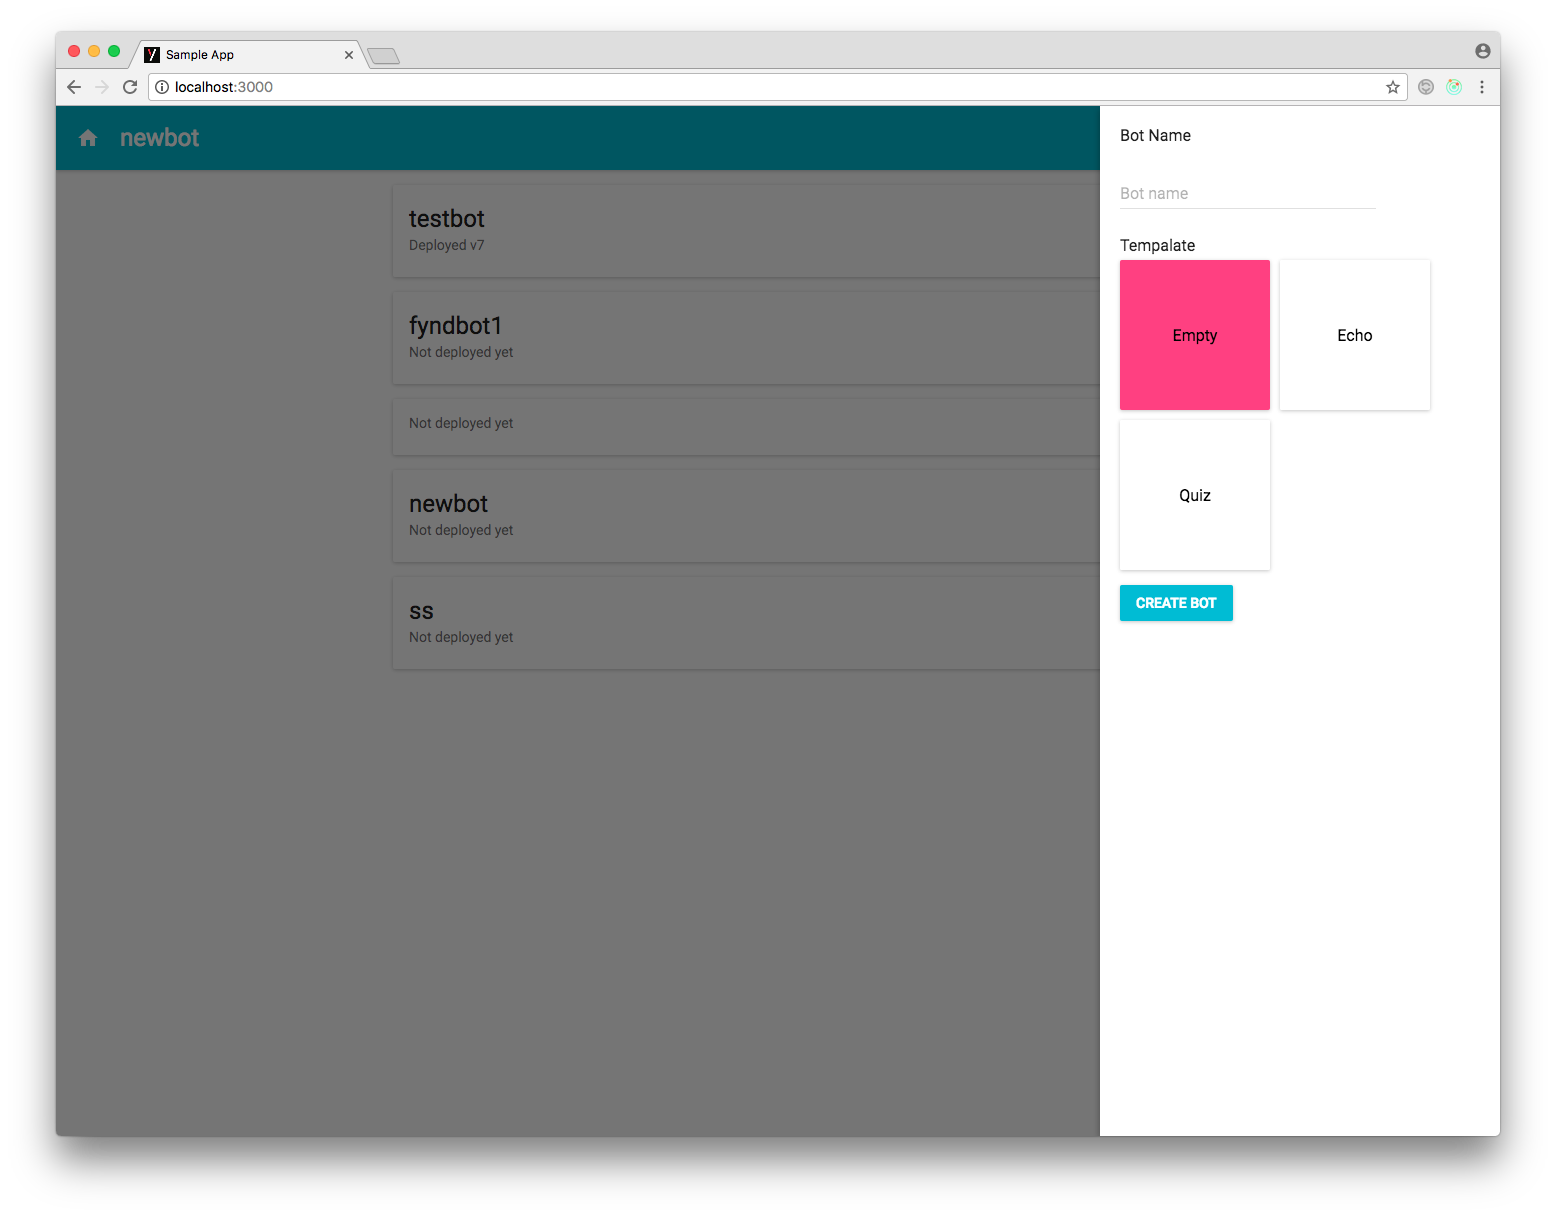 Sample App
localhost:3000
newbot
testbot
Deployed v7
fyndbot1
Not deployed yet
Not deployed yet
newbot
Not deployed yet
ss
Not deployed yet
Bot Name
Bot name
Tempalate
Empty
Echo
Quiz
CREATE BOT